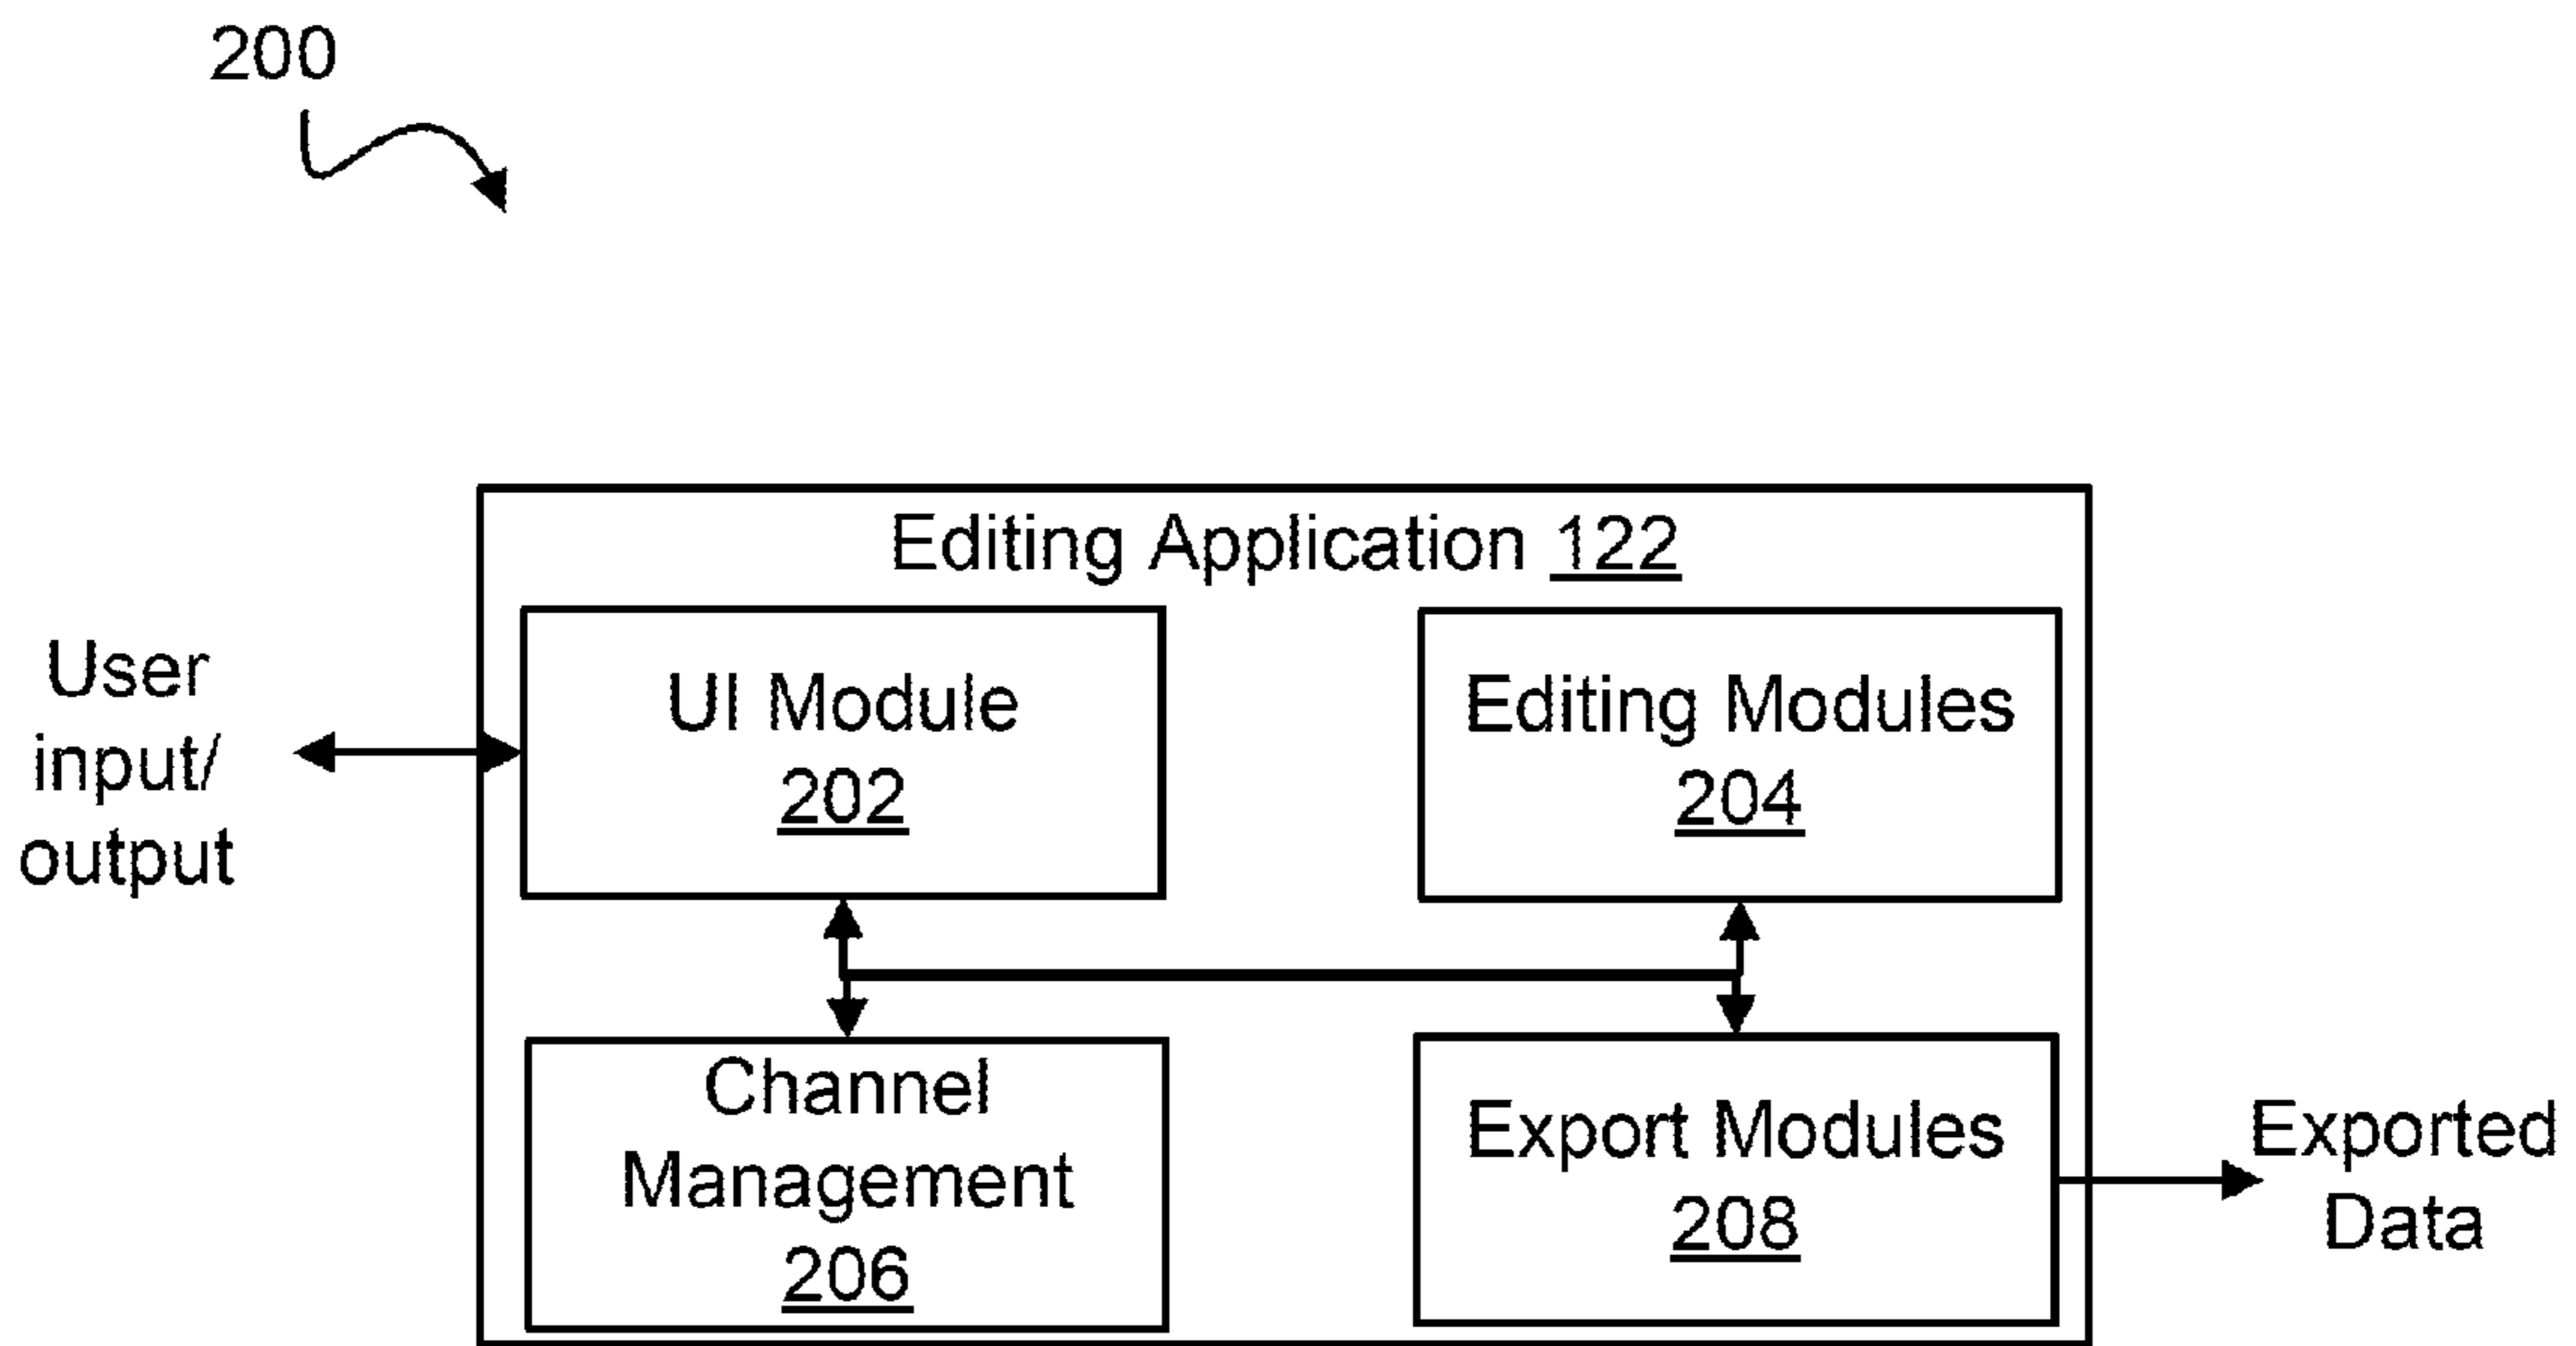 200
Editing Application 122
User
input/
output
UI Module
202
Editing Modules
204
Channel
Management
206
Export Modules
208
Exported
Data